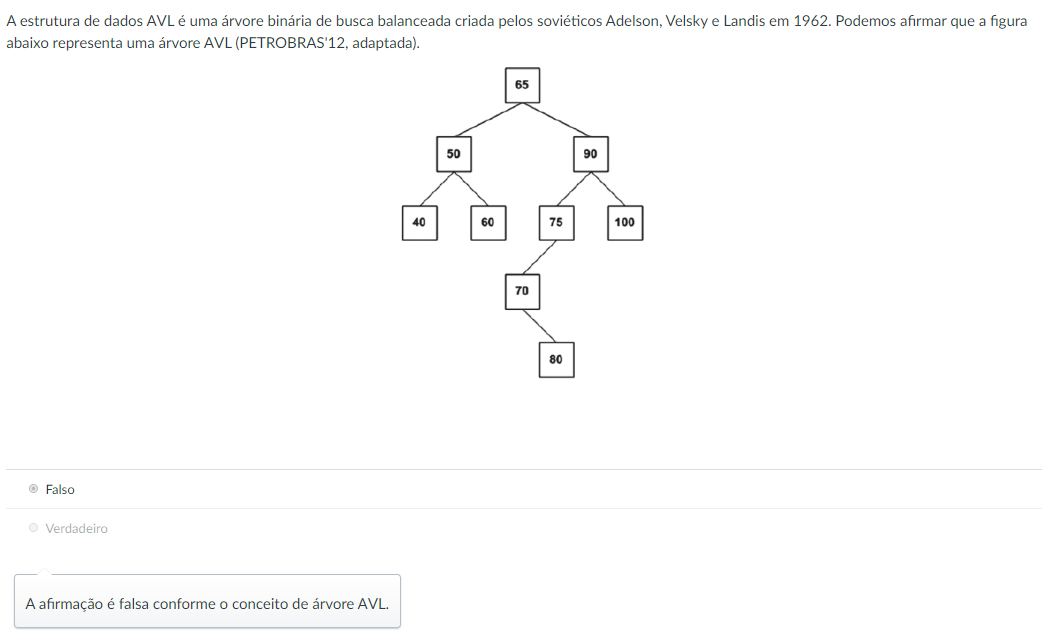 A estrutura de dados AVL é uma árvore binária de busca balanceada criada pelos soviéticos Adelson, Velsky e Landis em 1962. Podemos afirmar que a figura
abaixo representa uma árvore AVL (PETROBRAS'12, adaptada).
65
50 90
40 60 75 100
70
80
Falso
Verdadeiro
A afirmação é falsa conforme o conceito de árvore AVL.